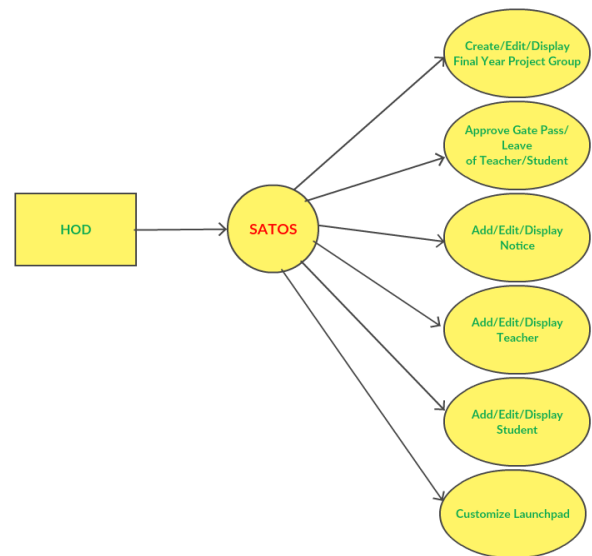 Create/Edit/Display
Final Year Project Group
Approve Gate Pass/
Leave
of Teacher/Student
HOD
SATOS
Add/Edit/Display
Notice
Add/Edit/Display
Teacher
Add/Edit/Display
Student
Customize Launchpad